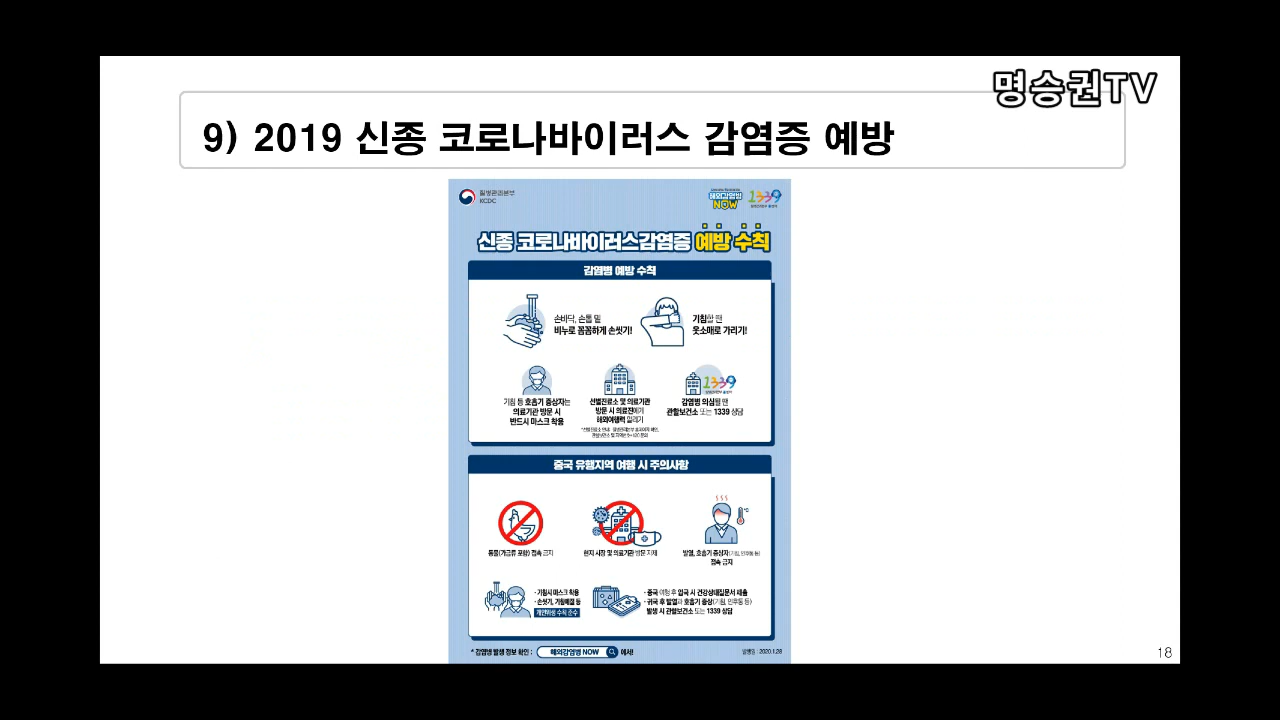 명승권TV
9) 2019 신종 코로나바이러스 감염증 예방
질병관리본부
KCDC
해외감염병
NOW
1339
신종 코로나바이러스감염증 예방 수칙
감염병 예방 수칙
손바닥, 손톱 밑
비누로 꼼꼼하게 손씻기!
기침할 땐
옷소매로 가리기!
기침 등 호흡기 증상자는
의료기관 방문 시
반드시 마스크 착용
선별진료소 및 의료기관
방문 시 의료진에게
해외여행력 알리기
1339
감염병 의심될 땐
관할보건소 또는 1339 상담
중국 유행지역 여행 시 주의사항
동물(가금류 포함) 접촉 금지
현지 시장 및 의료기관 방문 자제
발열, 호흡기 증상자(기침, 인후통 등)
접촉 금지
· 기침시 마스크 착용
· 손씻기, 기침예절 등
개인위생 수칙 준수
· 중국 여행 후 입국 시 건강상태질문서 제출
· 귀국 후 발열과 호흡기 증상(기침, 인후통 등)
발생 시 관할보건소 또는 1339 상담
* 감염병 발생 정보 확인 : 해외감염병 NOW 에서!
발행일 : 2020.1.28
18